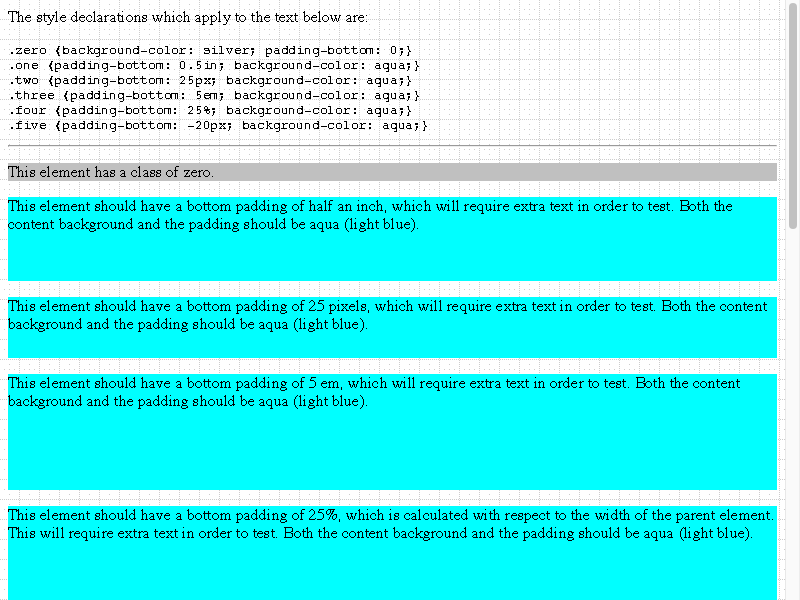 The style declarations which apply to the text below are:
.zero {background-color: silver; padding-bottom: 0;}
.one {padding-bottom: 0.5in; background-color: aqua;}
.two {padding-bottom: 25px; background-color: aqua;}
.three {padding-bottom: 5em; background-color: aqua;}
.four {padding-bottom: 25%; background-color: aqua;}
.five {padding-bottom: -20px; background-color: aqua;}
This element has a class of zero.
This element should have a bottom padding of half an inch, which will require extra text in order to test. Both the
content background and the padding should be aqua (light blue).
This element should have a bottom padding of 25 pixels, which will require extra text in order to test. Both the content
background and the padding should be aqua (light blue).
This element should have a bottom padding of 5 em, which will require extra text in order to test. Both the content
background and the padding should be aqua (light blue).
This element should have a bottom padding of 25%, which is calculated with respect to the width of the parent element.
This will require extra text in order to test. Both the content background and the padding should be aqua (light blue).